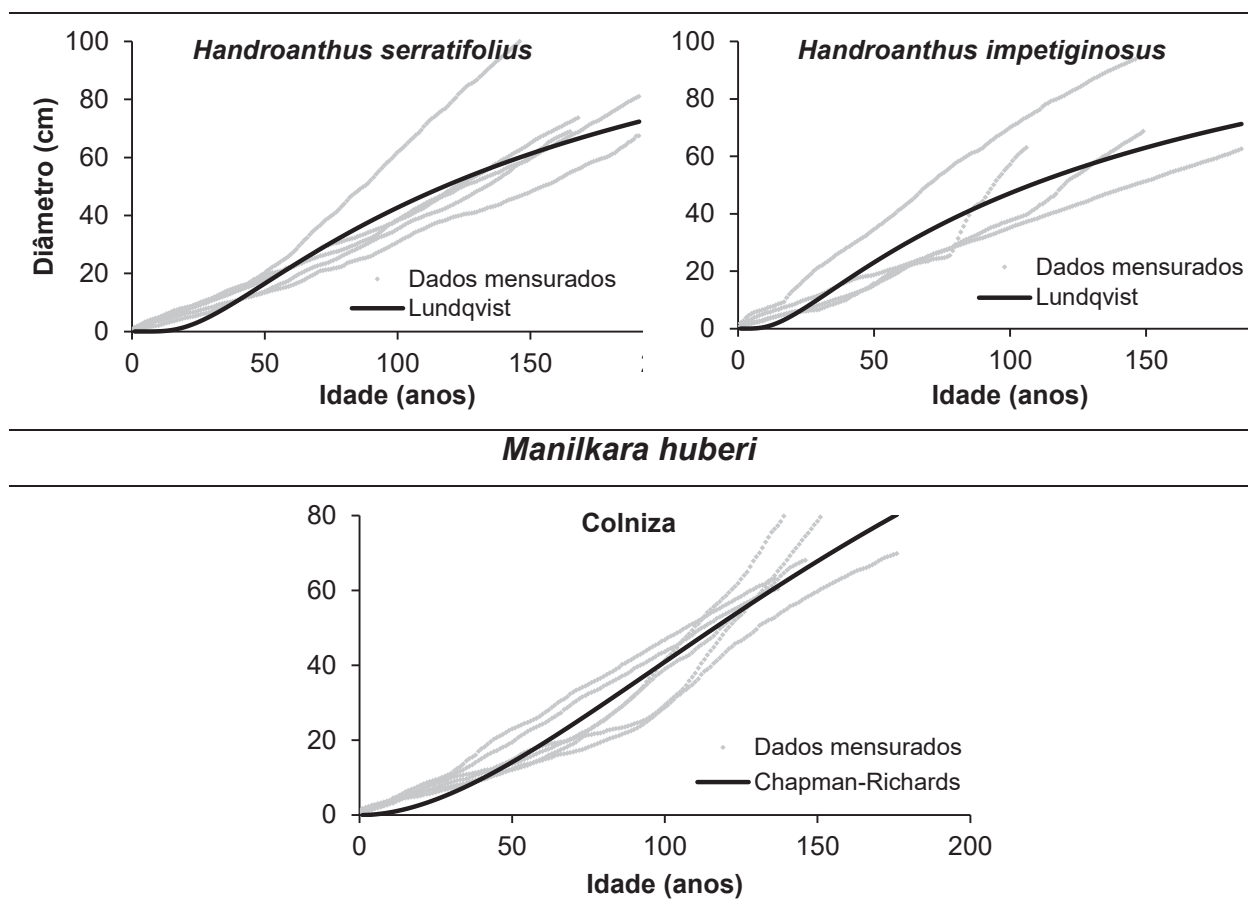 Handroanthus serratifolius
Diâmetro (cm)
100
80
60
40
20
0
Dados mensurados
Lundqvist
0 50 100 150
Idade (anos)
Handroanthus impetiginosus
100
80
60
40
20
0
Dados mensurados
Lundqvist
0 50 100 150
Idade (anos)
Manilkara huberi
Colniza
80
60
40
20
0
Dados mensurados
Chapman-Richards
0 50 100 150 200
Idade (anos)